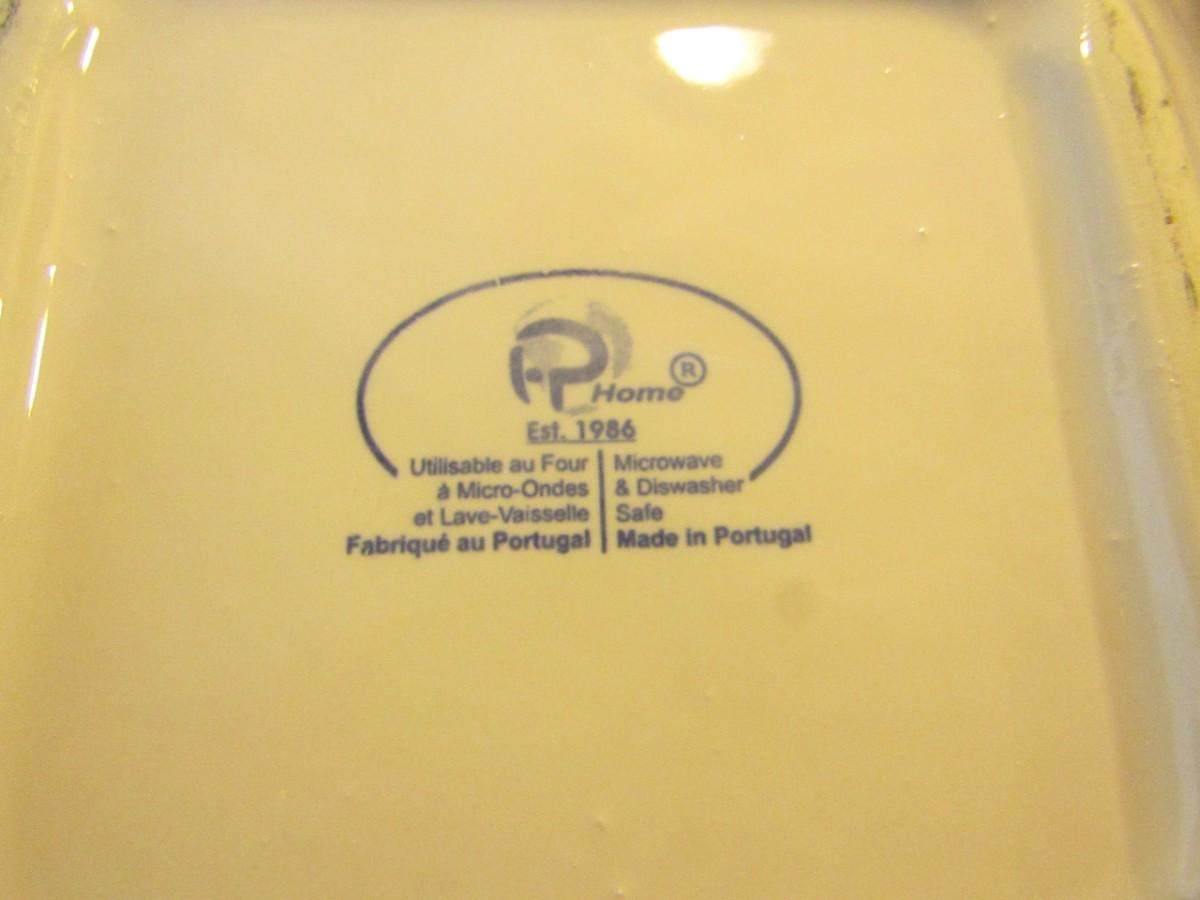 P Home®
Est. 1986
Utilisable au Four
à Micro-Ondes
et Lave-Vaisselle
Fabriqué au Portugal
Microwave
& Diswasher
Safe
Made in Portugal